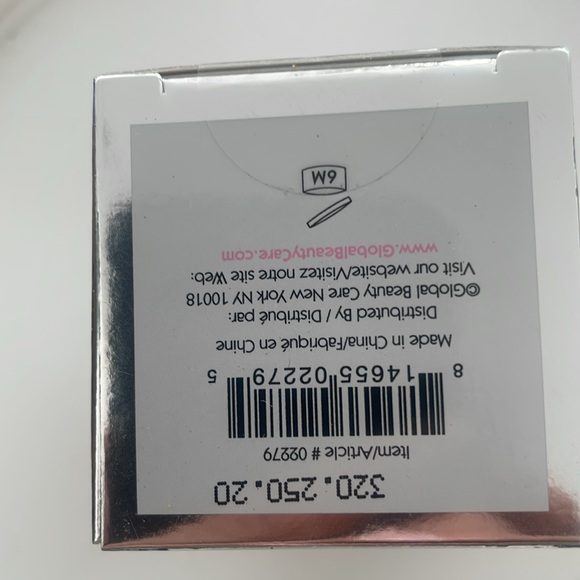 320.250.20
Item/Article # 02279
8 14655 02279 5
Made in China/Fabriqué en Chine
Distributed By / Distribué par:
©Global Beauty Care New York NY 10018
Visit our website/Visitez notre site Web:
www.GlobalBeautyCare.com
6M